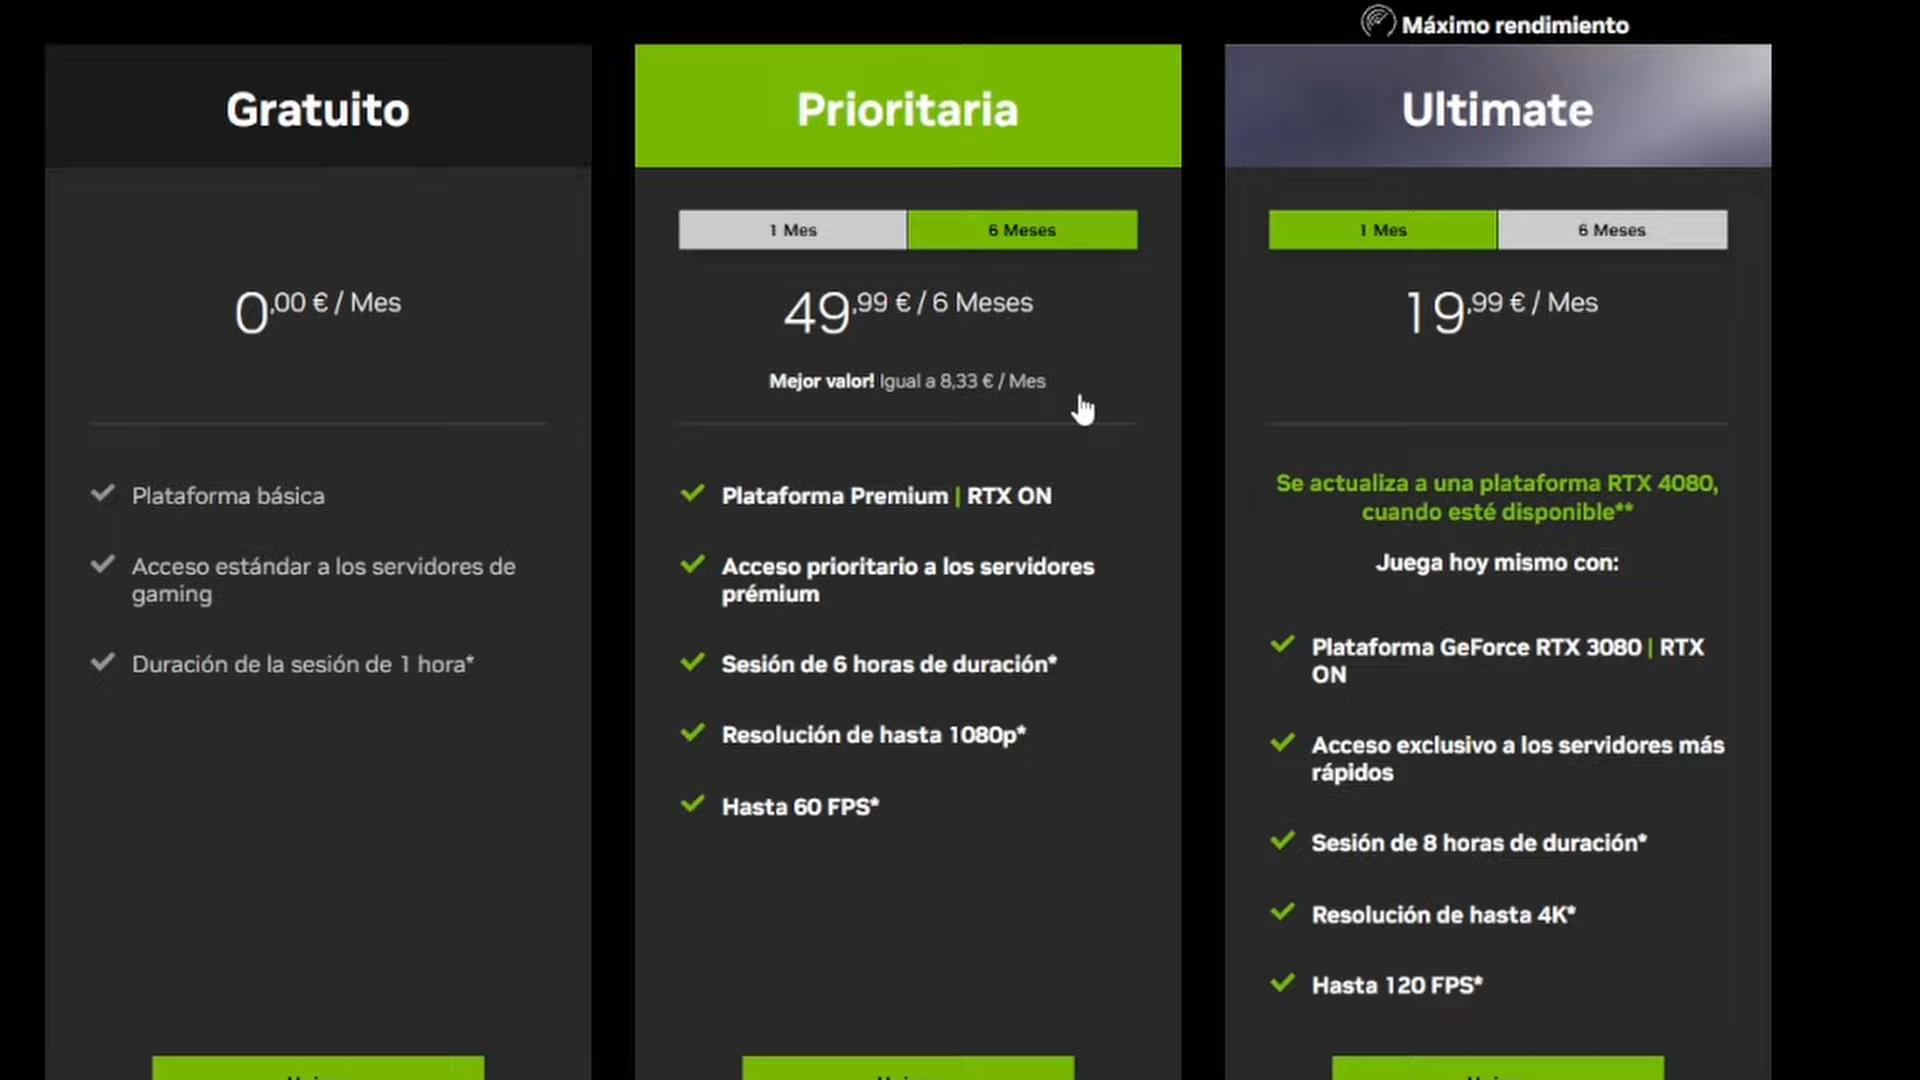 Máximo rendimiento
Gratuito
0,00 € / Mes
Plataforma básica
Acceso estándar a los servidores de
gaming
Duración de la sesión de 1 hora*
Prioritaria
1 Mes
6 Meses
49,99 € / 6 Meses
Mejor valor! Igual a 8,33 € / Mes
Plataforma Premium | RTX ON
Acceso prioritario a los servidores
prémium
Sesión de 6 horas de duración*
Resolución de hasta 1080p*
Hasta 60 FPS*
Ultimate
1 Mes
6 Meses
19,99 € / Mes
Se actualiza a una plataforma RTX 4080,
cuando esté disponible**
Juega hoy mismo con:
Plataforma GeForce RTX 3080 | RTX
ON
Acceso exclusivo a los servidores más
rápidos
Sesión de 8 horas de duración*
Resolución de hasta 4K*
Hasta 120 FPS*